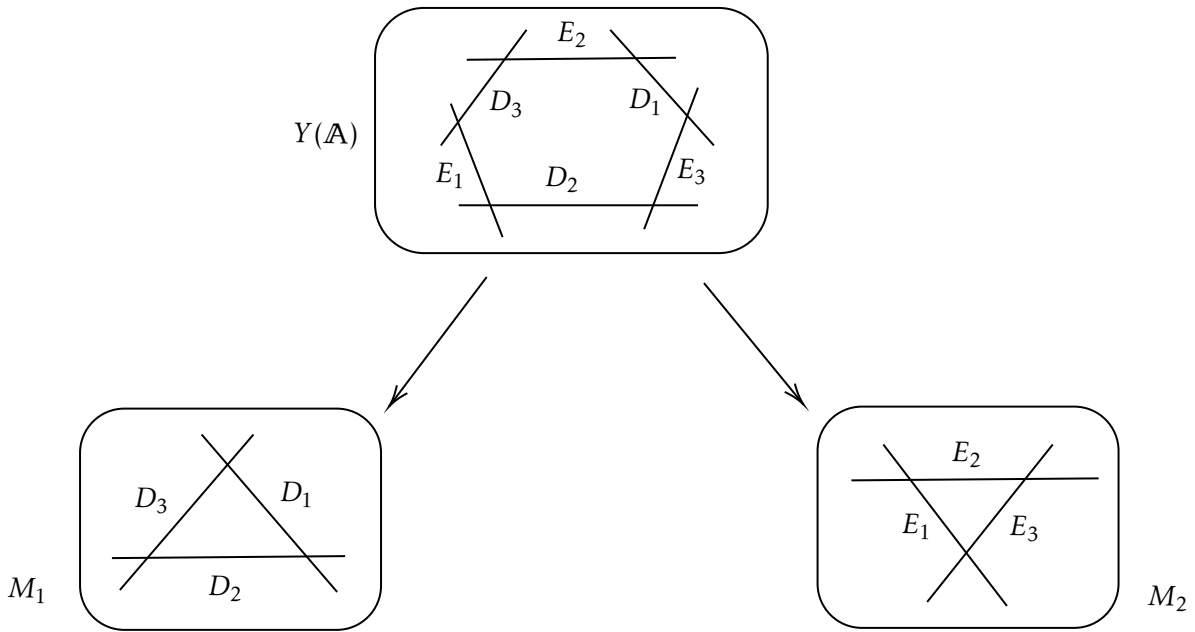 E₂
D₃ D₁
Y(𝔸)
E₁ D₂ E₃
D₃ D₁
D₂
M₁
E₂
E₁ E₃
M₂